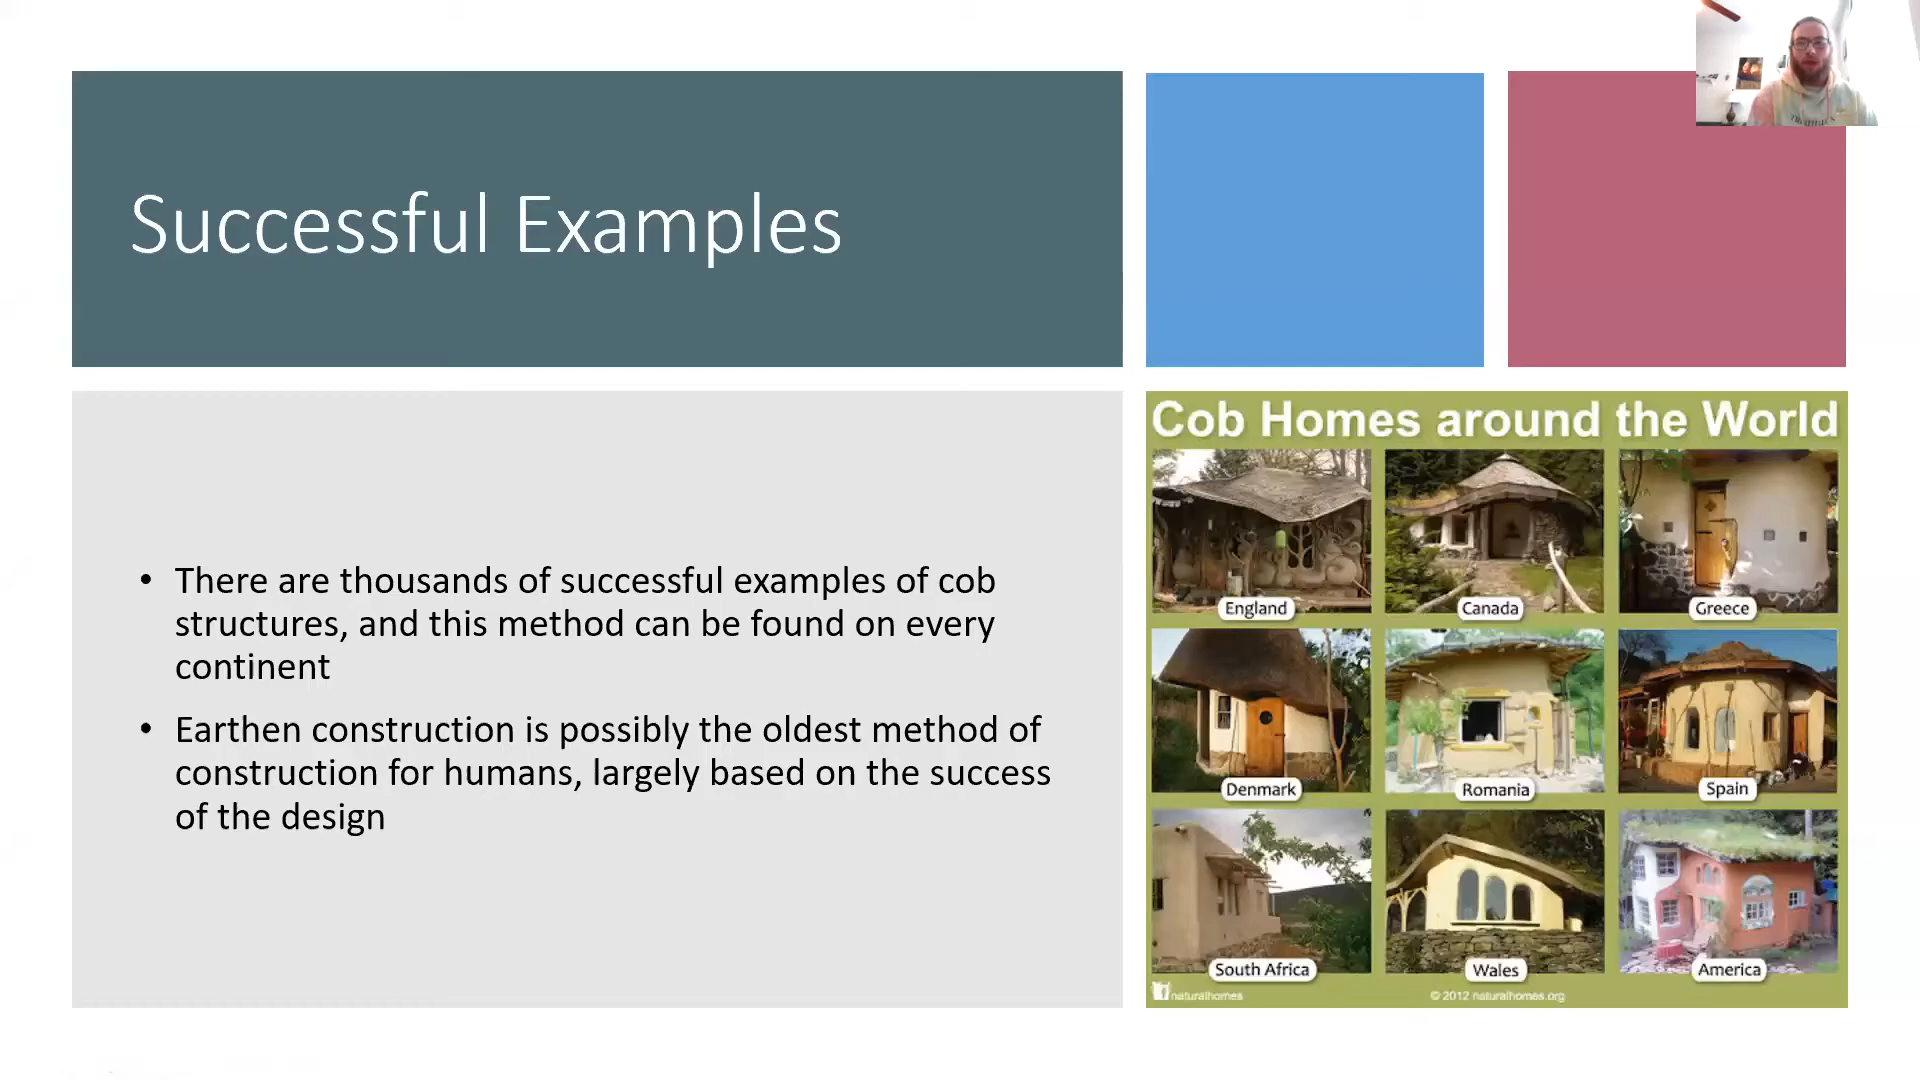 Successful Examples
• There are thousands of successful examples of cob
structures, and this method can be found on every
continent
• Earthen construction is possibly the oldest method of
construction for humans, largely based on the success
of the design
Cob Homes around the World
England
Canada
Greece
Denmark
Romania
Spain
South Africa
Wales
America
naturalhomes
© 2012 naturalhomes.org